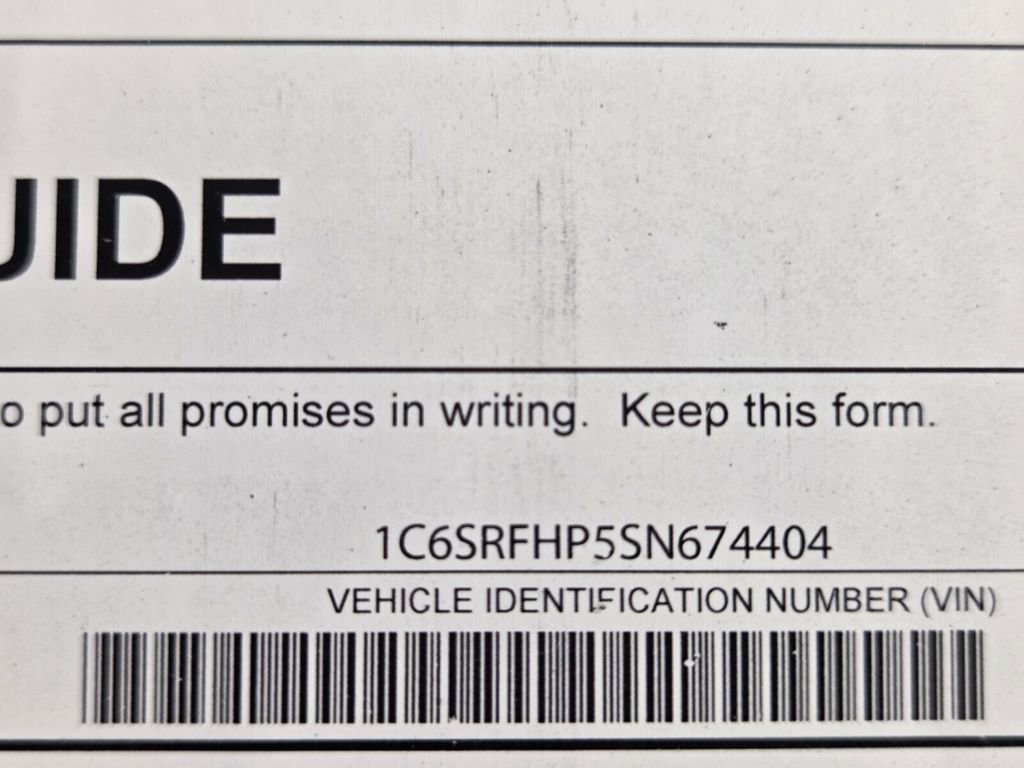 UIDE
o put all promises in writing. Keep this form.
1C6SRFHP5SN674404
VEHICLE IDENTIFICATION NUMBER (VIN)